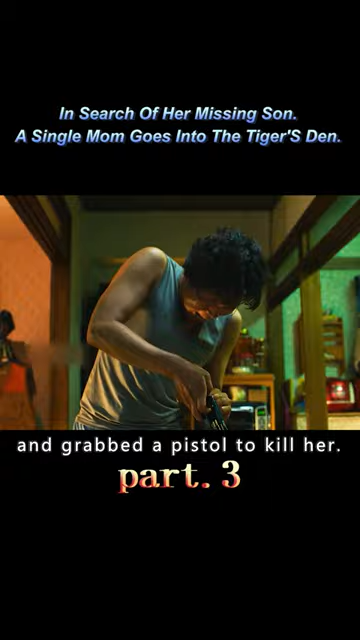 In Search Of Her Missing Son.
A Single Mom Goes Into The Tiger'S Den.
and grabbed a pistol to kill her.
part. 3